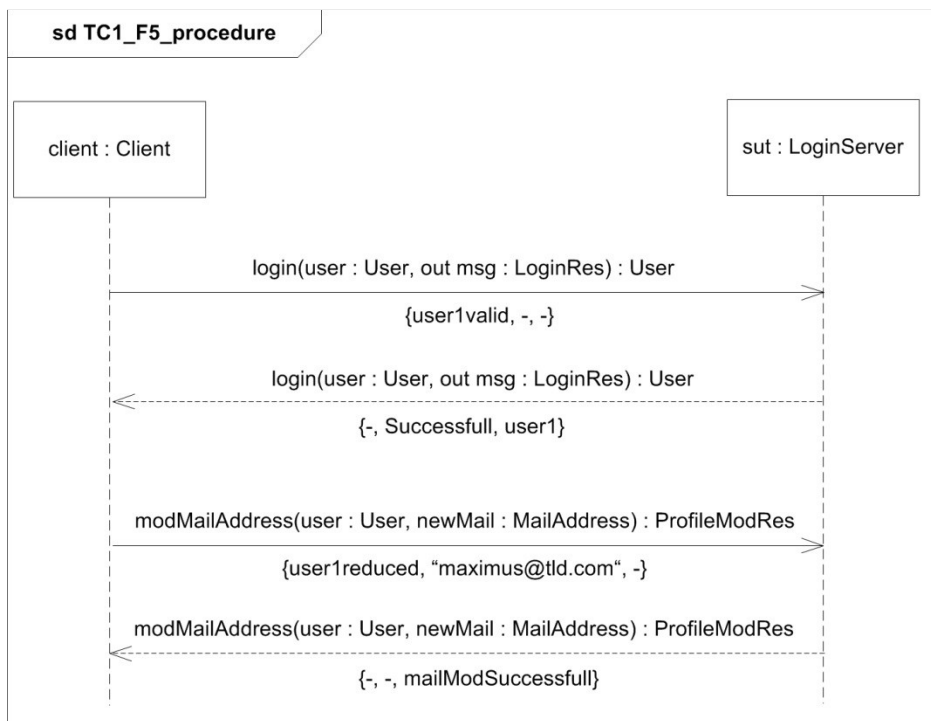 sd TC1_F5_procedure
client : Client
sut : LoginServer
login(user : User, out msg : LoginRes) : User
{user1valid, -, -}
login(user : User, out msg : LoginRes) : User
{-, Successfull, user1}
modMailAddress(user : User, newMail : MailAddress) : ProfileModRes
{user1reduced, “maximus@tld.com“, -}
modMailAddress(user : User, newMail : MailAddress) : ProfileModRes
{-, -, mailModSuccessfull}